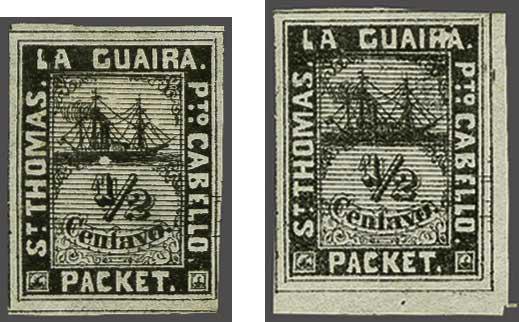 LA GUAIRA.
ST. THOMAS.
PTO. CABELLO.
1/2
Centavo.
PACKET.
LA GUAIRA.
ST. THOMAS.
PTO. CABELLO.
1/2
Centavo.
PACKET.